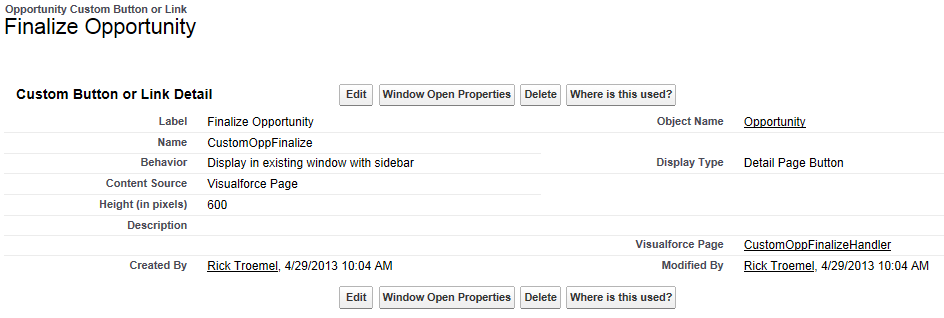 Opportunity Custom Button or Link
Finalize Opportunity
Custom Button or Link Detail
Edit Window Open Properties Delete Where is this used?
Label Finalize Opportunity Object Name Opportunity
Name CustomOppFinalize
Behavior Display in existing window with sidebar Display Type Detail Page Button
Content Source Visualforce Page
Height (in pixels) 600
Description
Visualforce Page CustomOppFinalizeHandler
Created By Rick Troemel, 4/29/2013 10:04 AM Modified By Rick Troemel, 4/29/2013 10:04 AM
Edit Window Open Properties Delete Where is this used?